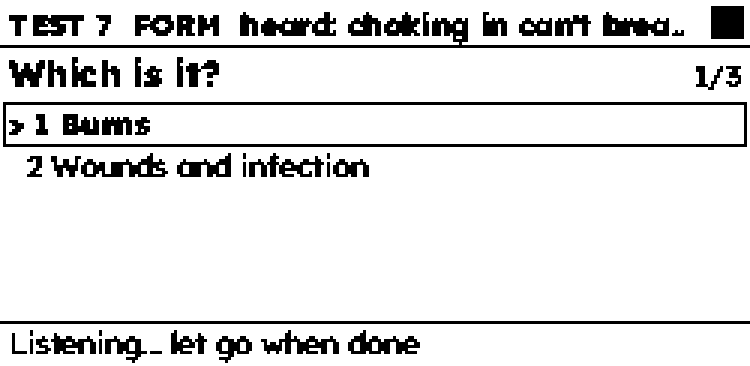 TEST 7 FORM heard: choking in can't brea..
Which is it? 1/3
> 1 Burns
2 Wounds and infection
Listening... let go when done